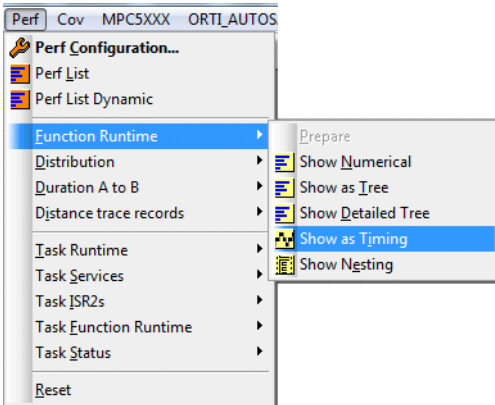 Perf Cov MPC5XXX ORTI_AUTOS
Perf Configuration...
Perf List
Perf List Dynamic
Function Runtime
Distribution
Duration A to B
Distance trace records
Task Runtime
Task Services
Task ISR2s
Task Function Runtime
Task Status
Reset
Prepare
Show Numerical
Show as Tree
Show Detailed Tree
Show as Timing
Show Nesting